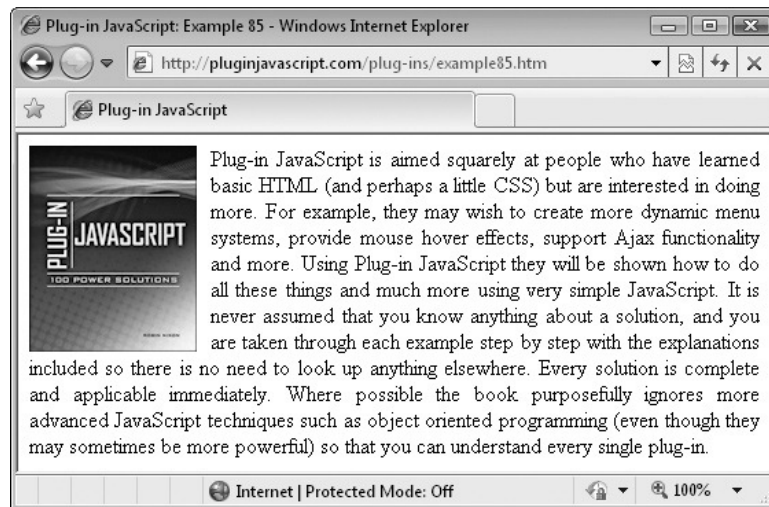 Plug-in JavaScript: Example 85 - Windows Internet Explorer
http://pluginjavascript.com/plug-ins/example85.htm
Plug-in JavaScript
PLUG-IN
JAVASCRIPT
100 POWER SOLUTIONS
ROBIN NIXON
Plug-in JavaScript is aimed squarely at people who have learned
basic HTML (and perhaps a little CSS) but are interested in doing
more. For example, they may wish to create more dynamic menu
systems, provide mouse hover effects, support Ajax functionality
and more. Using Plug-in JavaScript they will be shown how to do
all these things and much more using very simple JavaScript. It is
never assumed that you know anything about a solution, and you
are taken through each example step by step with the explanations
included so there is no need to look up anything elsewhere. Every solution is complete
and applicable immediately. Where possible the book purposefully ignores more
advanced JavaScript techniques such as object oriented programming (even though they
may sometimes be more powerful) so that you can understand every single plug-in.
Internet | Protected Mode: Off
100%